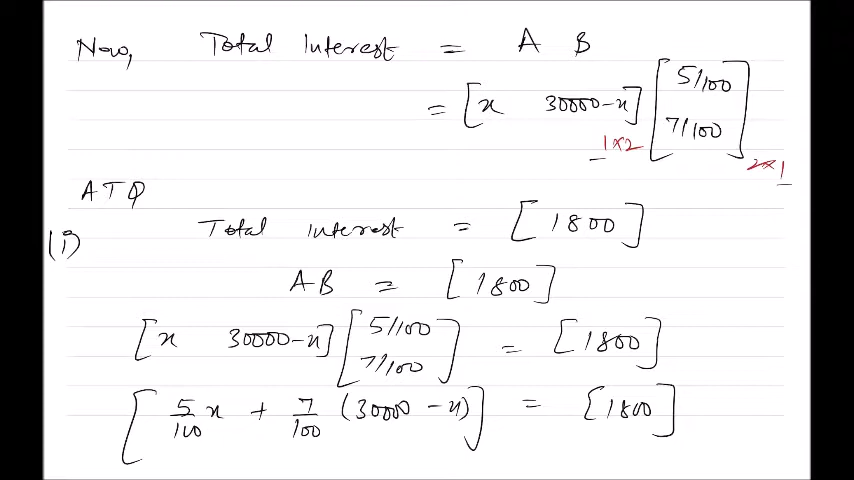 Now, Total Interest = A B
= [x 30000-x] [5/100 7/100]
1×2
2×1
ATQ
(i) Total interest = [1800]
AB = [1800]
[x 30000-x] [5/100 7/100] = [1800]
[5/100 x + 7/100 (30000-x)] = [1800]